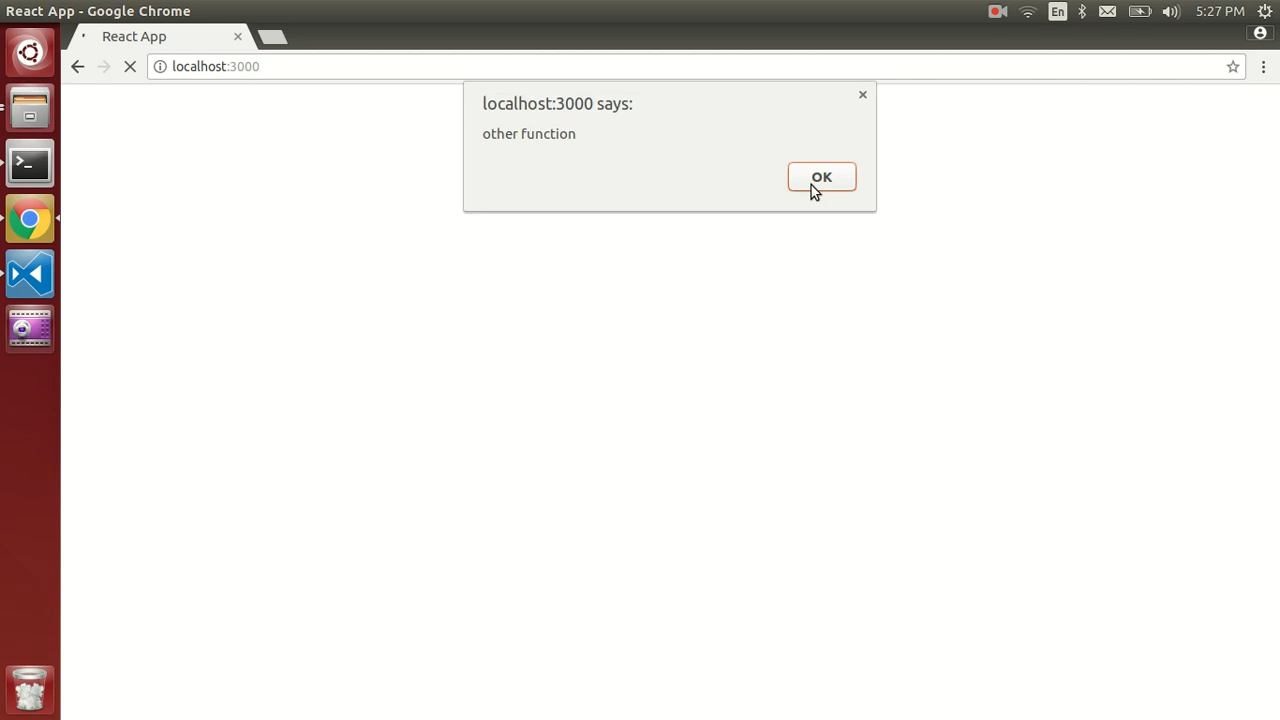 React App - Google Chrome
En
5:27 PM
React App
localhost:3000
localhost:3000 says:
other function
OK